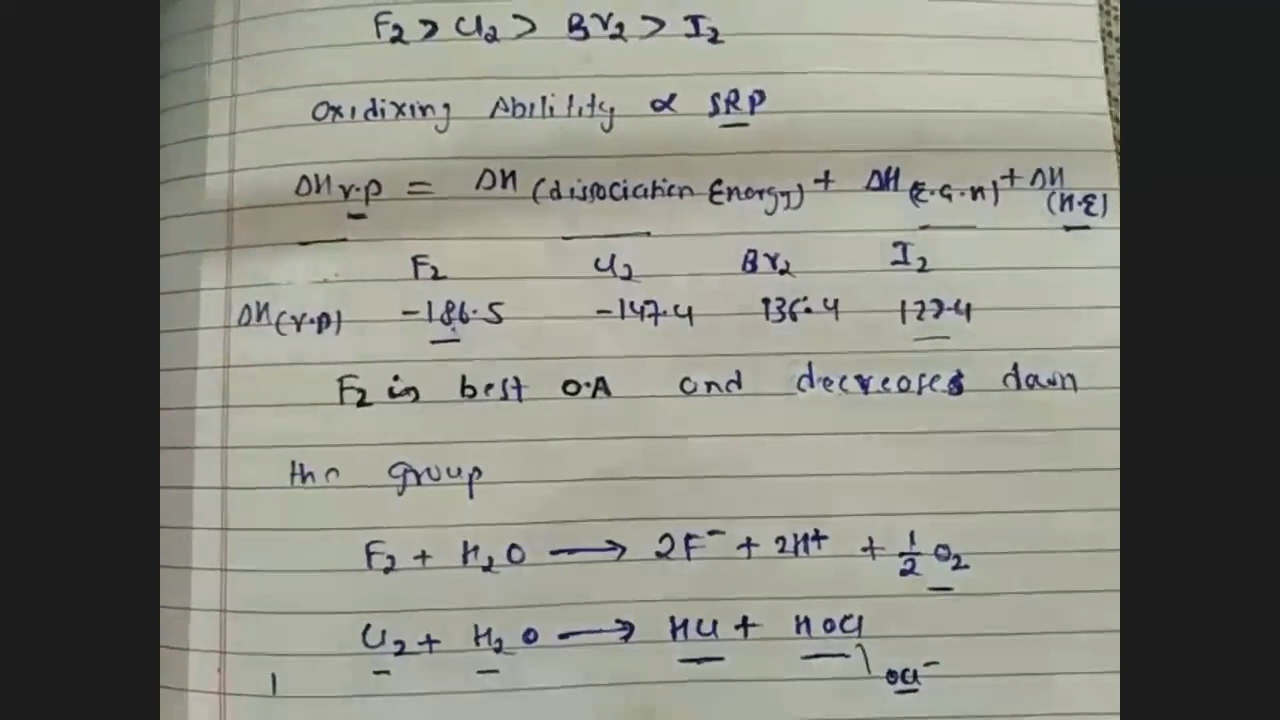 F₂ > Cl₂ > Br₂ > I₂
Oxidixing Ability α SRP
ΔH r.p = ΔH (dissociation Energy) + ΔH (E.G.H) + ΔH (H.E)
F₂ Cl₂ Br₂ I₂
ΔH(r.p) -186.5 -147.4 136.4 122.4
F₂ is best O.A and decreases down
the group
F₂ + H₂O ⟶ 2F⁻ + 2H⁺ + 1/2 O₂
Cl₂ + H₂O ⟶ HCl + HOCl
OCl⁻